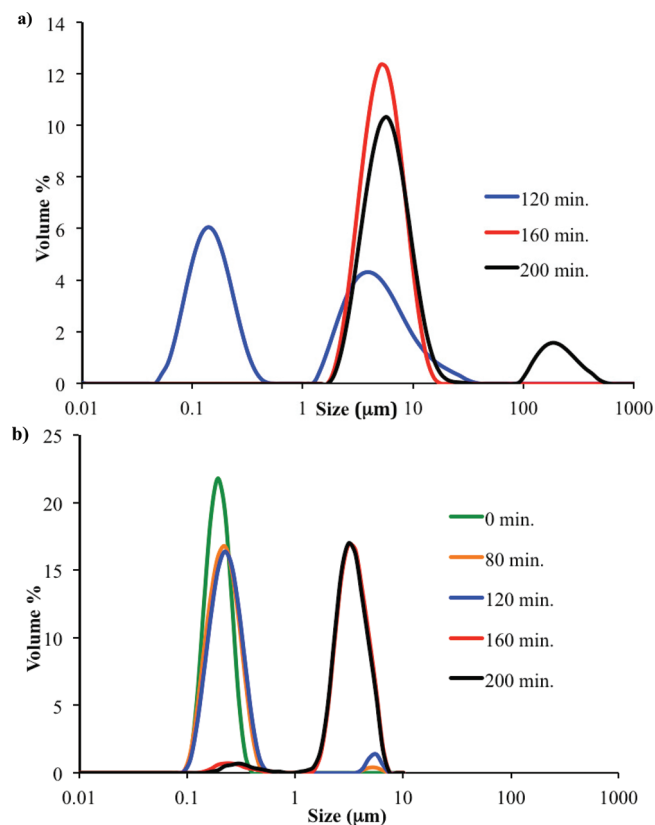 a)
14
12
10
8
6
4
2
0
Volume %
120 min.
160 min.
200 min.
0.01 0.1 1 10 100 1000
Size (μm)
b)
25
20
15
10
5
0
Volume %
0 min.
80 min.
120 min.
160 min.
200 min.
0.01 0.1 1 10 100 1000
Size (μm)